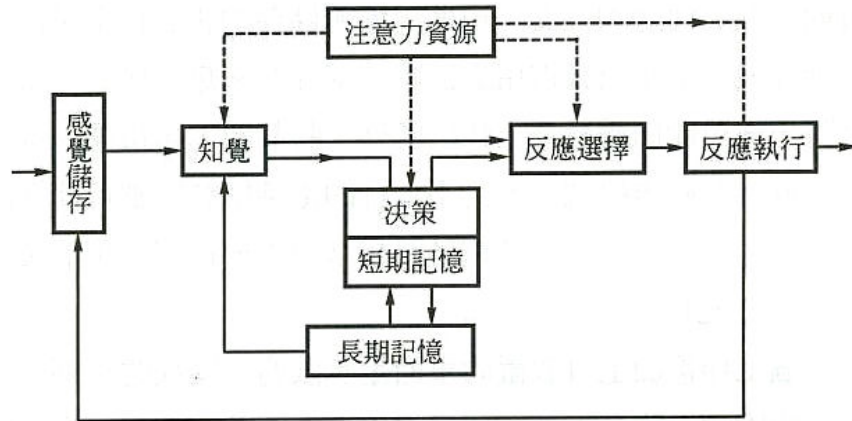 注意力資源
感覺儲存
知覺
反應選擇
反應執行
決策
短期記憶
長期記憶